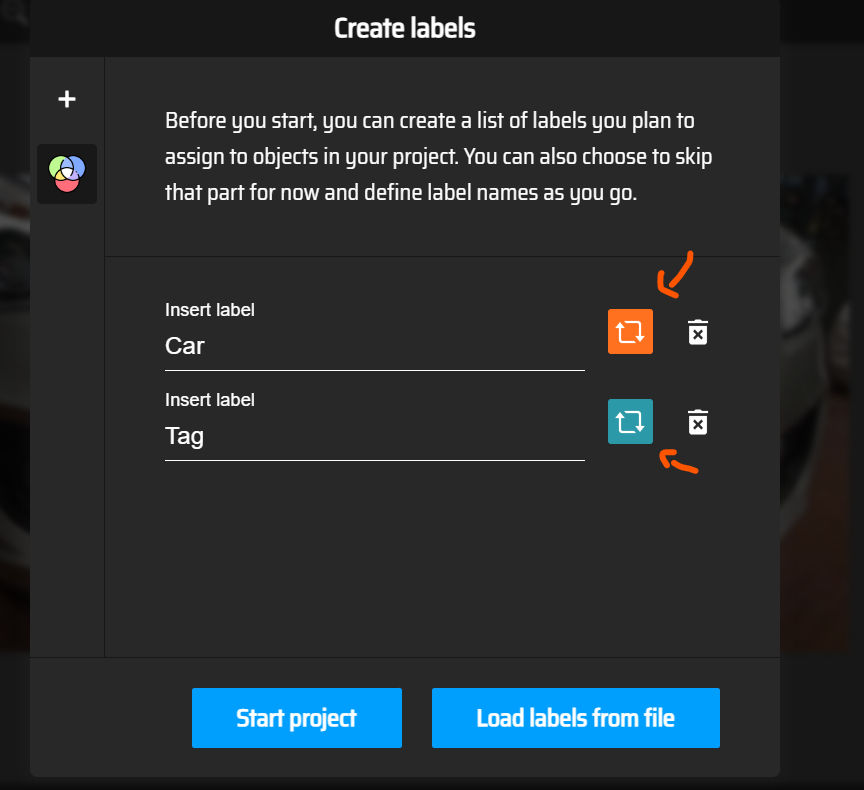 Create labels
+
Before you start, you can create a list of labels you plan to
assign to objects in your project. You can also choose to skip
that part for now and define label names as you go.
Insert label
Car
Insert label
Tag
Start project
Load labels from file